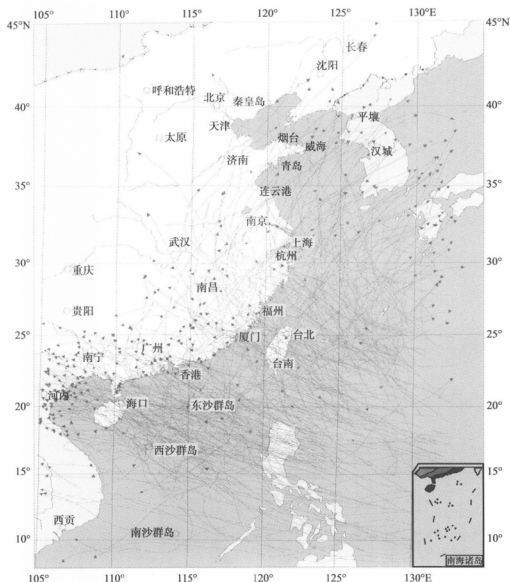 105° 110° 115° 120° 125° 130°E
45°N 45°N
长春
沈阳
呼和浩特 北京 秦皇岛
40° 40°
平壤
天津
太原 烟台 威海 汉城
济南 青岛
35° 35°
连云港
南京
武汉 上海
杭州
30° 30°
重庆
南昌
贵阳 福州
25° 25°
厦门 台北
南宁 广州 台南
香港
河内 海口 东沙群岛
20° 20°
西沙群岛
15° 15°
西贡
南沙群岛
10° 10°
南海诸岛
105° 110° 115° 120° 125° 130°E